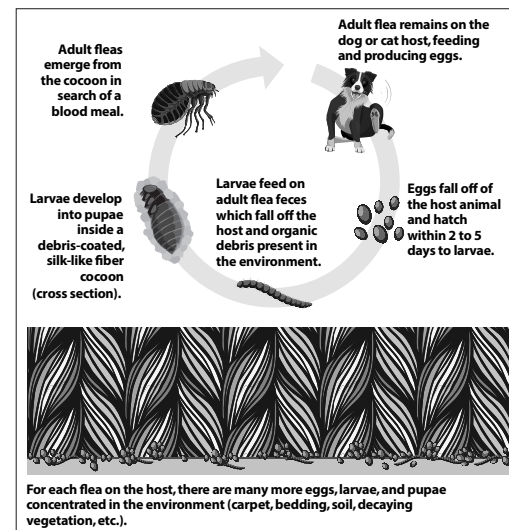 Adult flea remains on the
dog or cat host, feeding
and producing eggs.
Eggs fall off of
the host animal
and hatch
within 2 to 5
days to larvae.
Larvae feed on
adult flea feces
which fall off the
host and organic
debris present in
the environment.
Larvae develop
into pupae
inside a
debris-coated,
silk-like fiber
cocoon
(cross section).
Adult fleas
emerge from
the cocoon in
search of a
blood meal.
For each flea on the host, there are many more eggs, larvae, and pupae
concentrated in the environment (carpet, bedding, soil, decaying
vegetation, etc.).